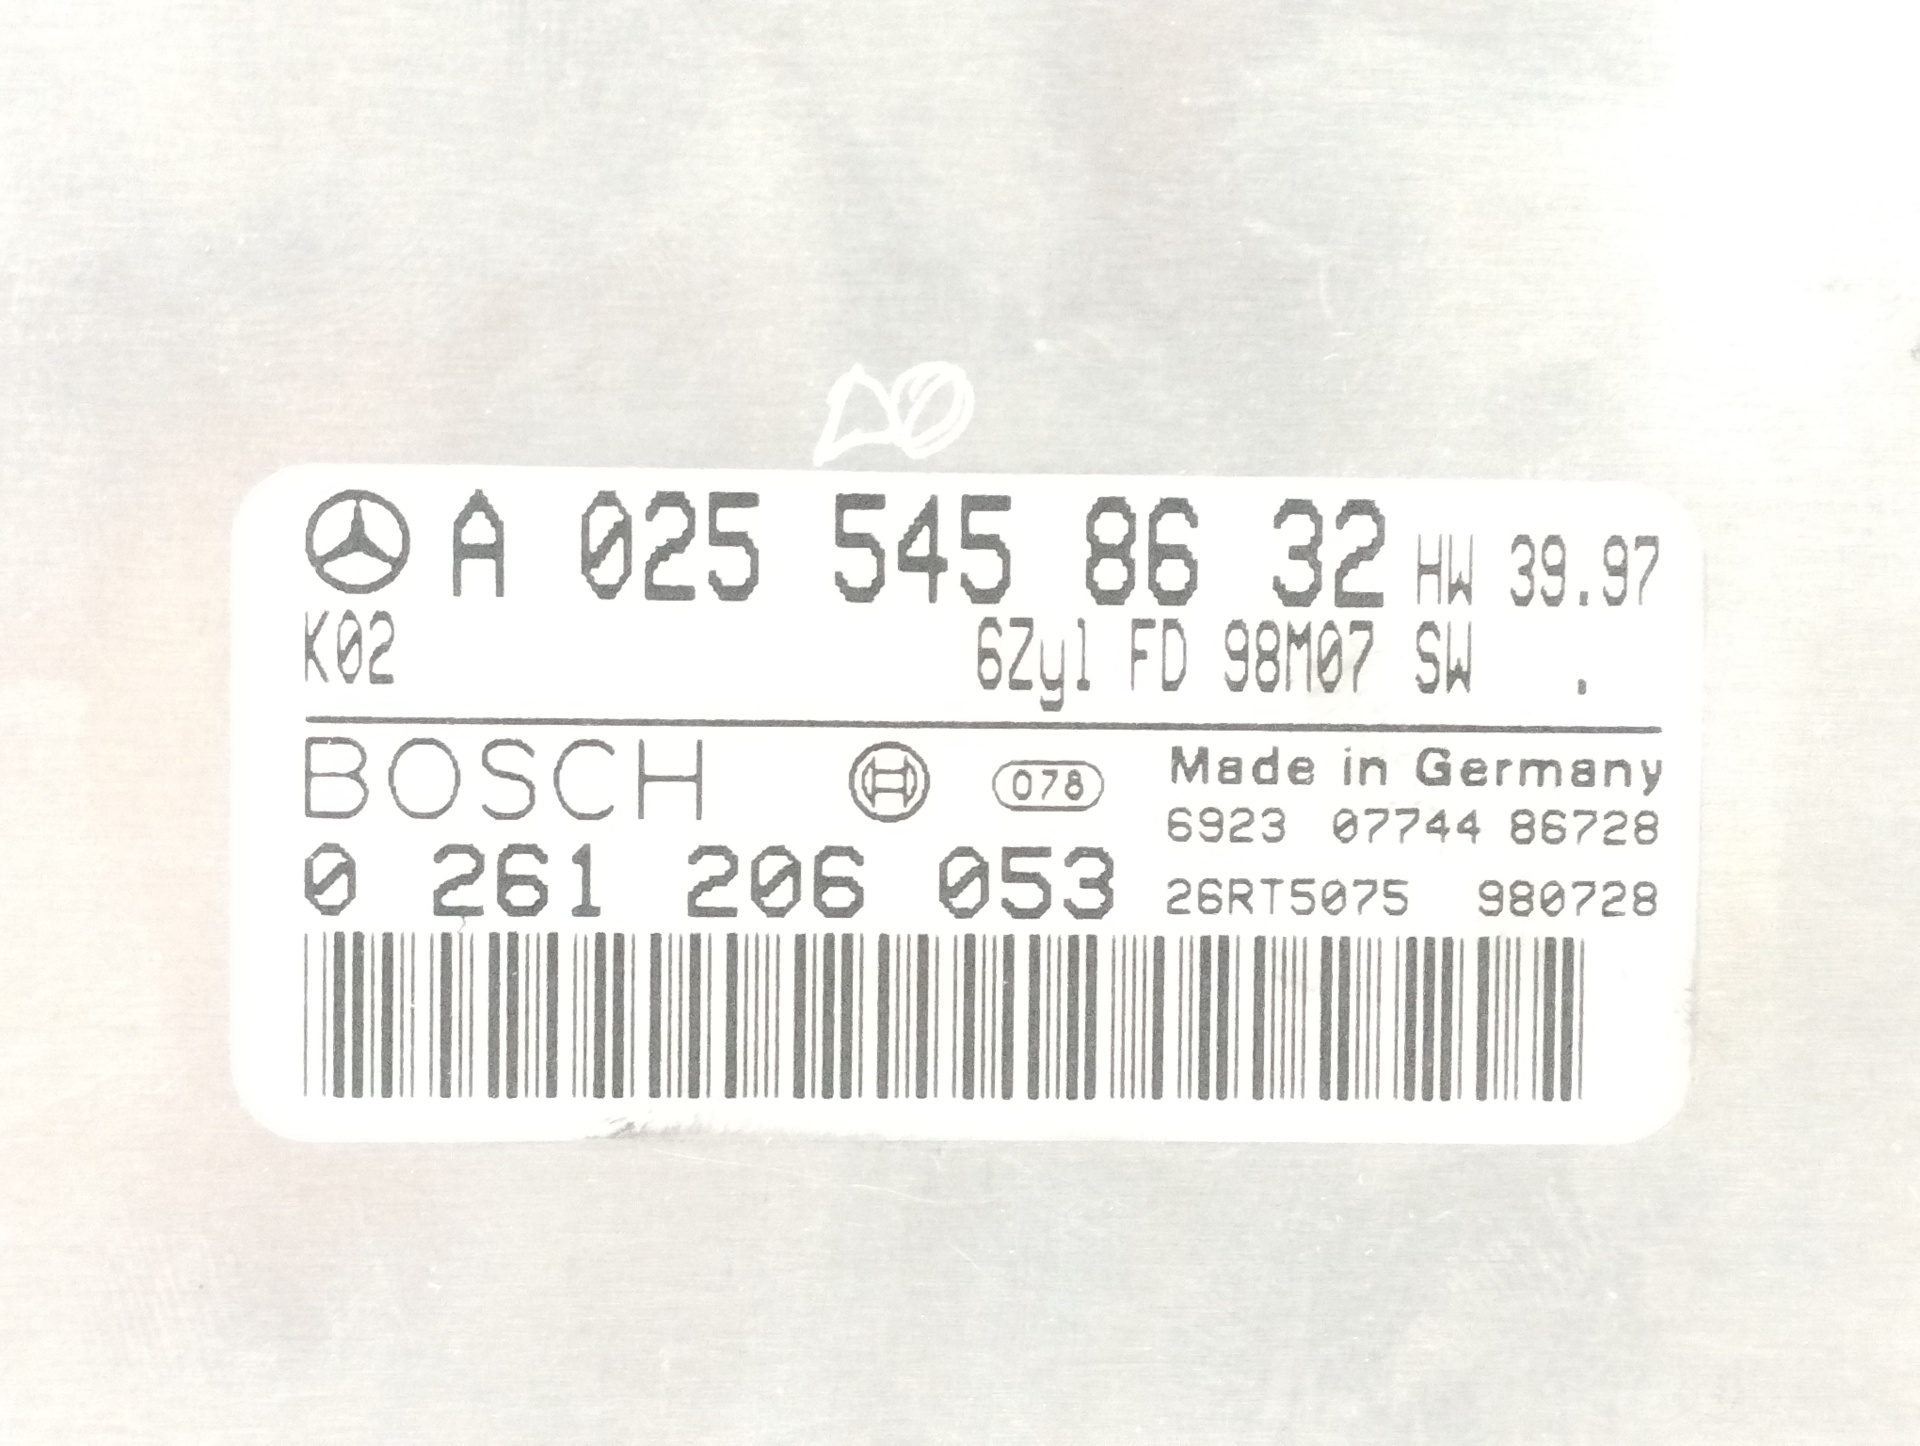 A 025 545 86 32 HW 39.97
K02 6Zyl FD 98M07 SW .
BOSCH 078 Made in Germany
6923 07744 86728
0 261 206 053 26RT5075 980728